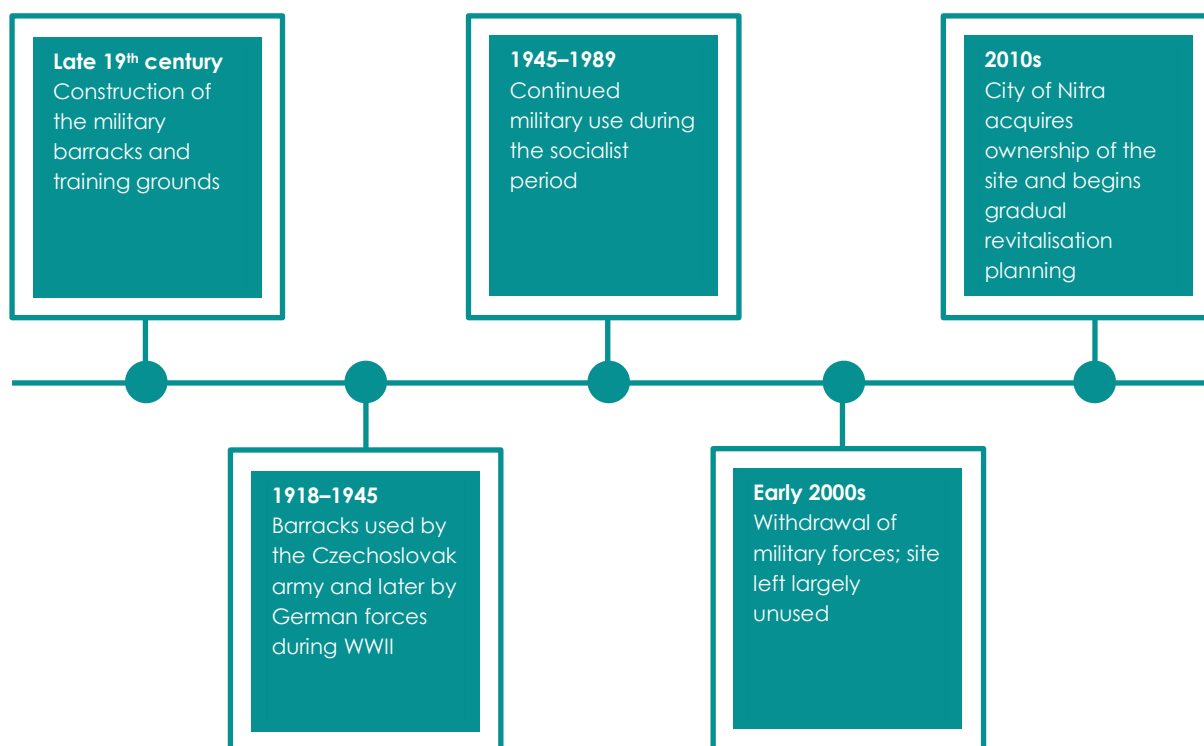 Late 19th century
Construction of
the military
barracks and
training grounds
1918–1945
Barracks used by
the Czechoslovak
army and later by
German forces
during WWII
1945–1989
Continued
military use during
the socialist
period
Early 2000s
Withdrawal of
military forces; site
left largely
unused
2010s
City of Nitra
acquires
ownership of the
site and begins
gradual
revitalisation
planning